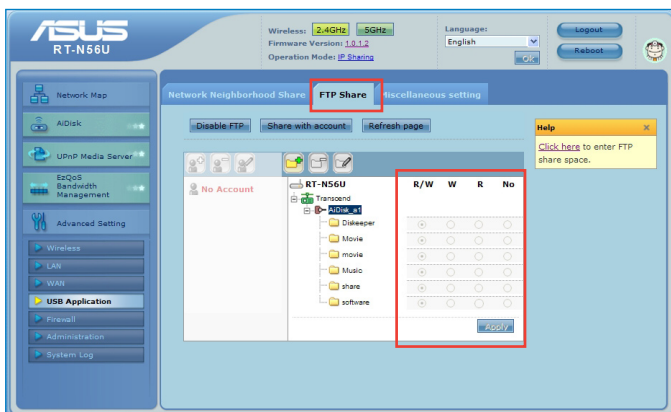 ASUS
RT-N56U
Wireless: 2.4GHz 5GHz
Firmware Version: 1.0.1.2
Operation Mode: IP Sharing
Language:
English
OK
Logout
Reboot
Network Map
AiDisk
UPnP Media Server
EzQoS
Bandwidth
Management
Advanced Setting
Wireless
LAN
WAN
USB Application
Firewall
Administration
System Log
Network Neighborhood Share
FTP Share
Miscellaneous setting
Disable FTP
Share with account
Refresh page
No Account
RT-N56U
R/W W R No
Transcend
AiDisk_a1
Diskeeper
Movie
movie
Music
share
software
Apply
Help X
Click here to enter FTP
share space.